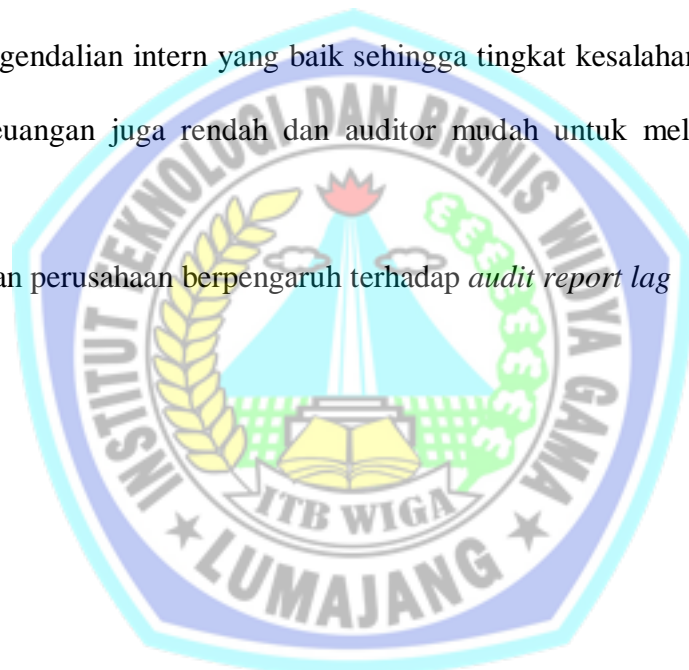 gendalian intern yang baik sehingga tingkat kesalahan
euangan juga rendah dan auditor mudah untuk mel
an perusahaan berpengaruh terhadap audit report lag
INSTITUT TEKNOLOGI DAN BISNIS WIDYA GAMA
ITB WIGA
LUMAJANG